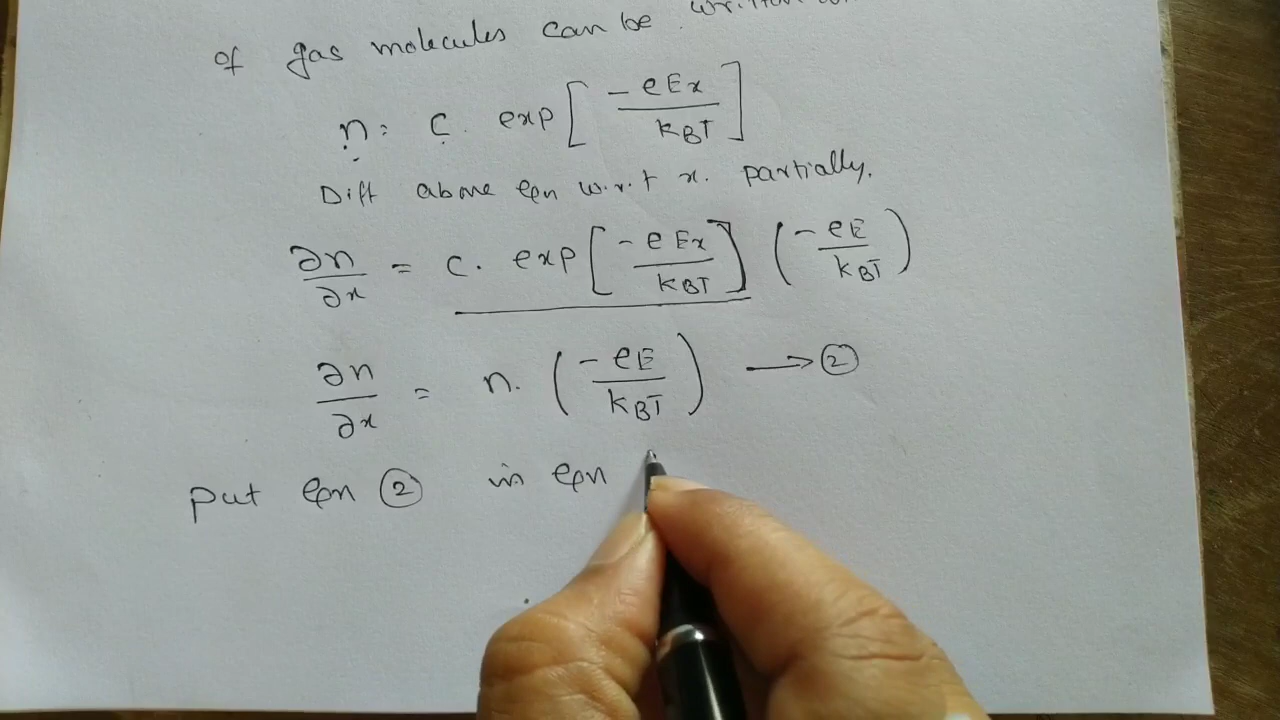 of gas molecules can be written
n = C. exp[-eEx/kBT]
Diff above eqn w.r.t x. partially.
∂n/∂x = C. exp[-eEx/kBT] (-eE/kBT)
∂n/∂x = n. (-eE/kBT) → ②
put eqn ② in eqn